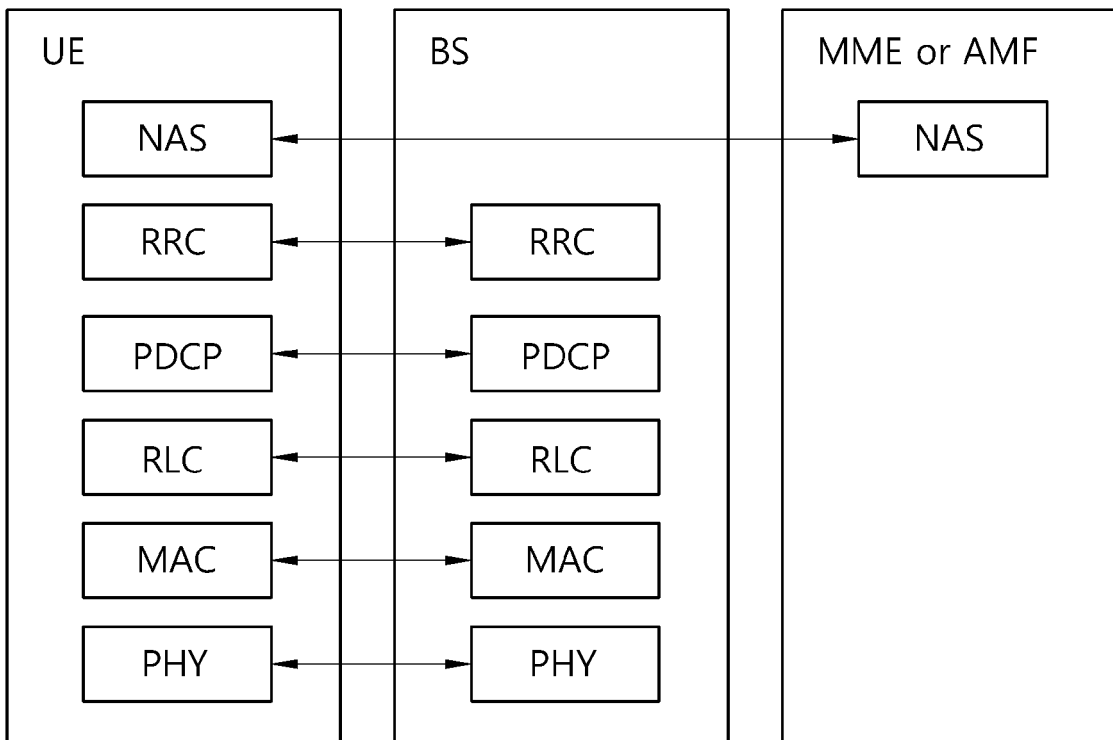 UE
BS
MME or AMF
NAS
NAS
RRC
RRC
PDCP
PDCP
RLC
RLC
MAC
MAC
PHY
PHY